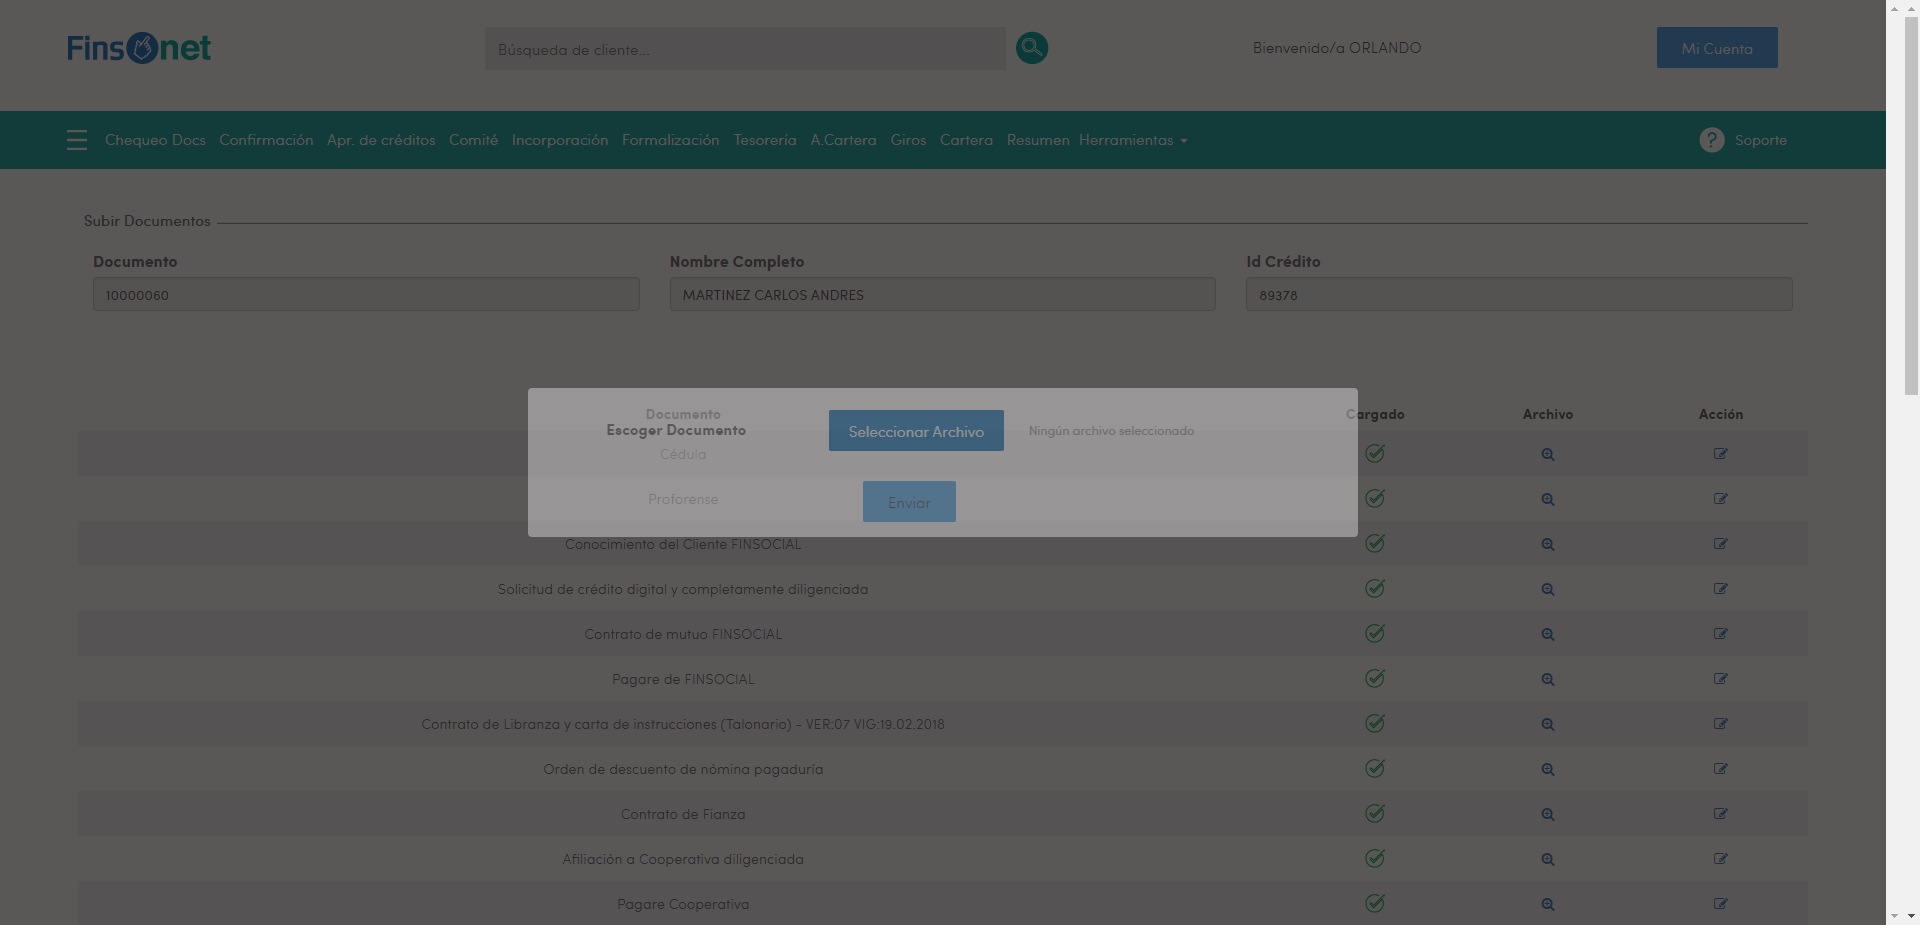 Finsonet
Búsqueda de cliente...
Bienvenido/a ORLANDO
Mi Cuenta
Chequeo Docs Confirmación Apr. de créditos Comité Incorporación Formalización Tesorería A.Cartera Giros Cartera Resumen Herramientas
? Soporte
Subir Documentos
Documento Nombre Completo Id Crédito
10000060 MARTINEZ CARLOS ANDRES 89378
Documento Cargado Archivo Acción
Escoger Documento Seleccionar Archivo Ningún archivo seleccionado
Cédula
Proforense
Enviar
Conocimiento del Cliente FINSOCIAL
Solicitud de crédito digital y completamente diligenciada
Contrato de mutuo FINSOCIAL
Pagare de FINSOCIAL
Contrato de Libranza y carta de instrucciones (Talonario) - VER:07 VIG:19.02.2018
Orden de descuento de nómina pagaduría
Contrato de Fianza
Afiliación a Cooperativa diligenciada
Pagare Cooperativa